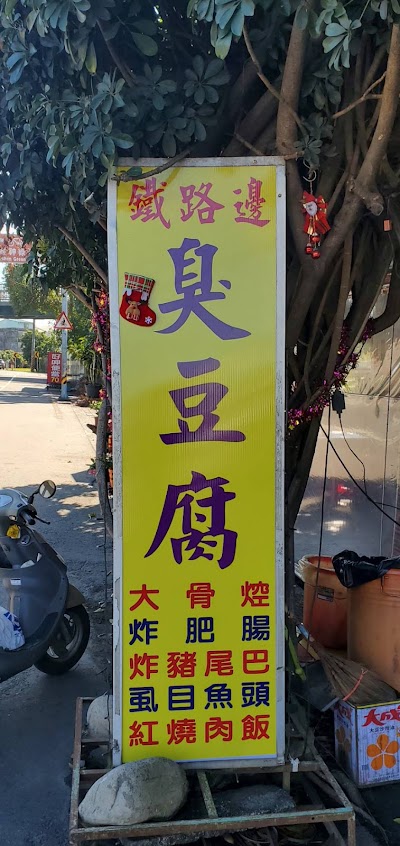 鐵路邊
臭豆腐
大骨焢
炸肥腸
炸豬尾巴
虱目魚頭
紅燒肉飯